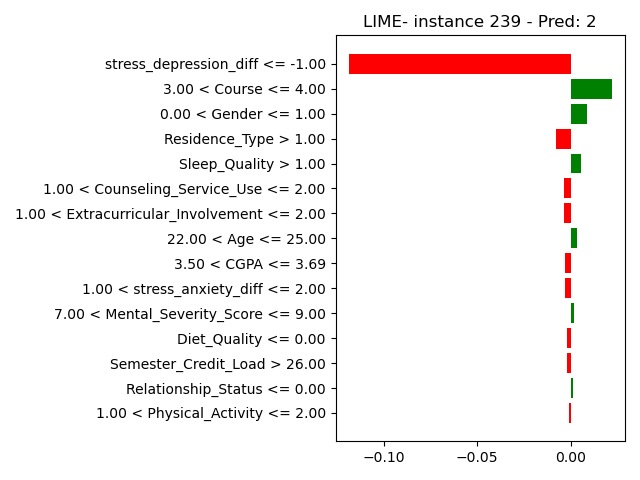 LIME- instance 239 - Pred: 2
stress_depression_diff <= -1.00
3.00 < Course <= 4.00
0.00 < Gender <= 1.00
Residence_Type > 1.00
Sleep_Quality > 1.00
1.00 < Counseling_Service_Use <= 2.00
1.00 < Extracurricular_Involvement <= 2.00
22.00 < Age <= 25.00
3.50 < CGPA <= 3.69
1.00 < stress_anxiety_diff <= 2.00
7.00 < Mental_Severity_Score <= 9.00
Diet_Quality <= 0.00
Semester_Credit_Load > 26.00
Relationship_Status <= 0.00
1.00 < Physical_Activity <= 2.00
−0.10 −0.05 0.00